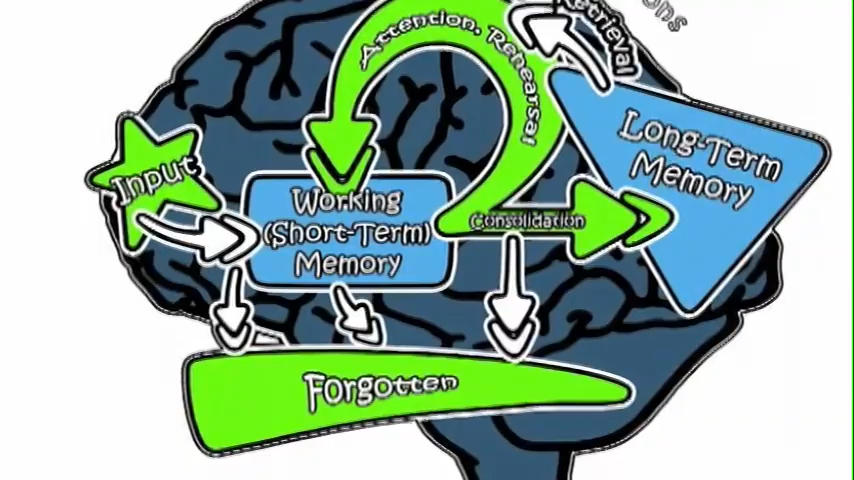 Attention, Rehearsal
Retrieval
Input
Working
(Short-Term)
Memory
Consolidation
Long-Term
Memory
Forgotten